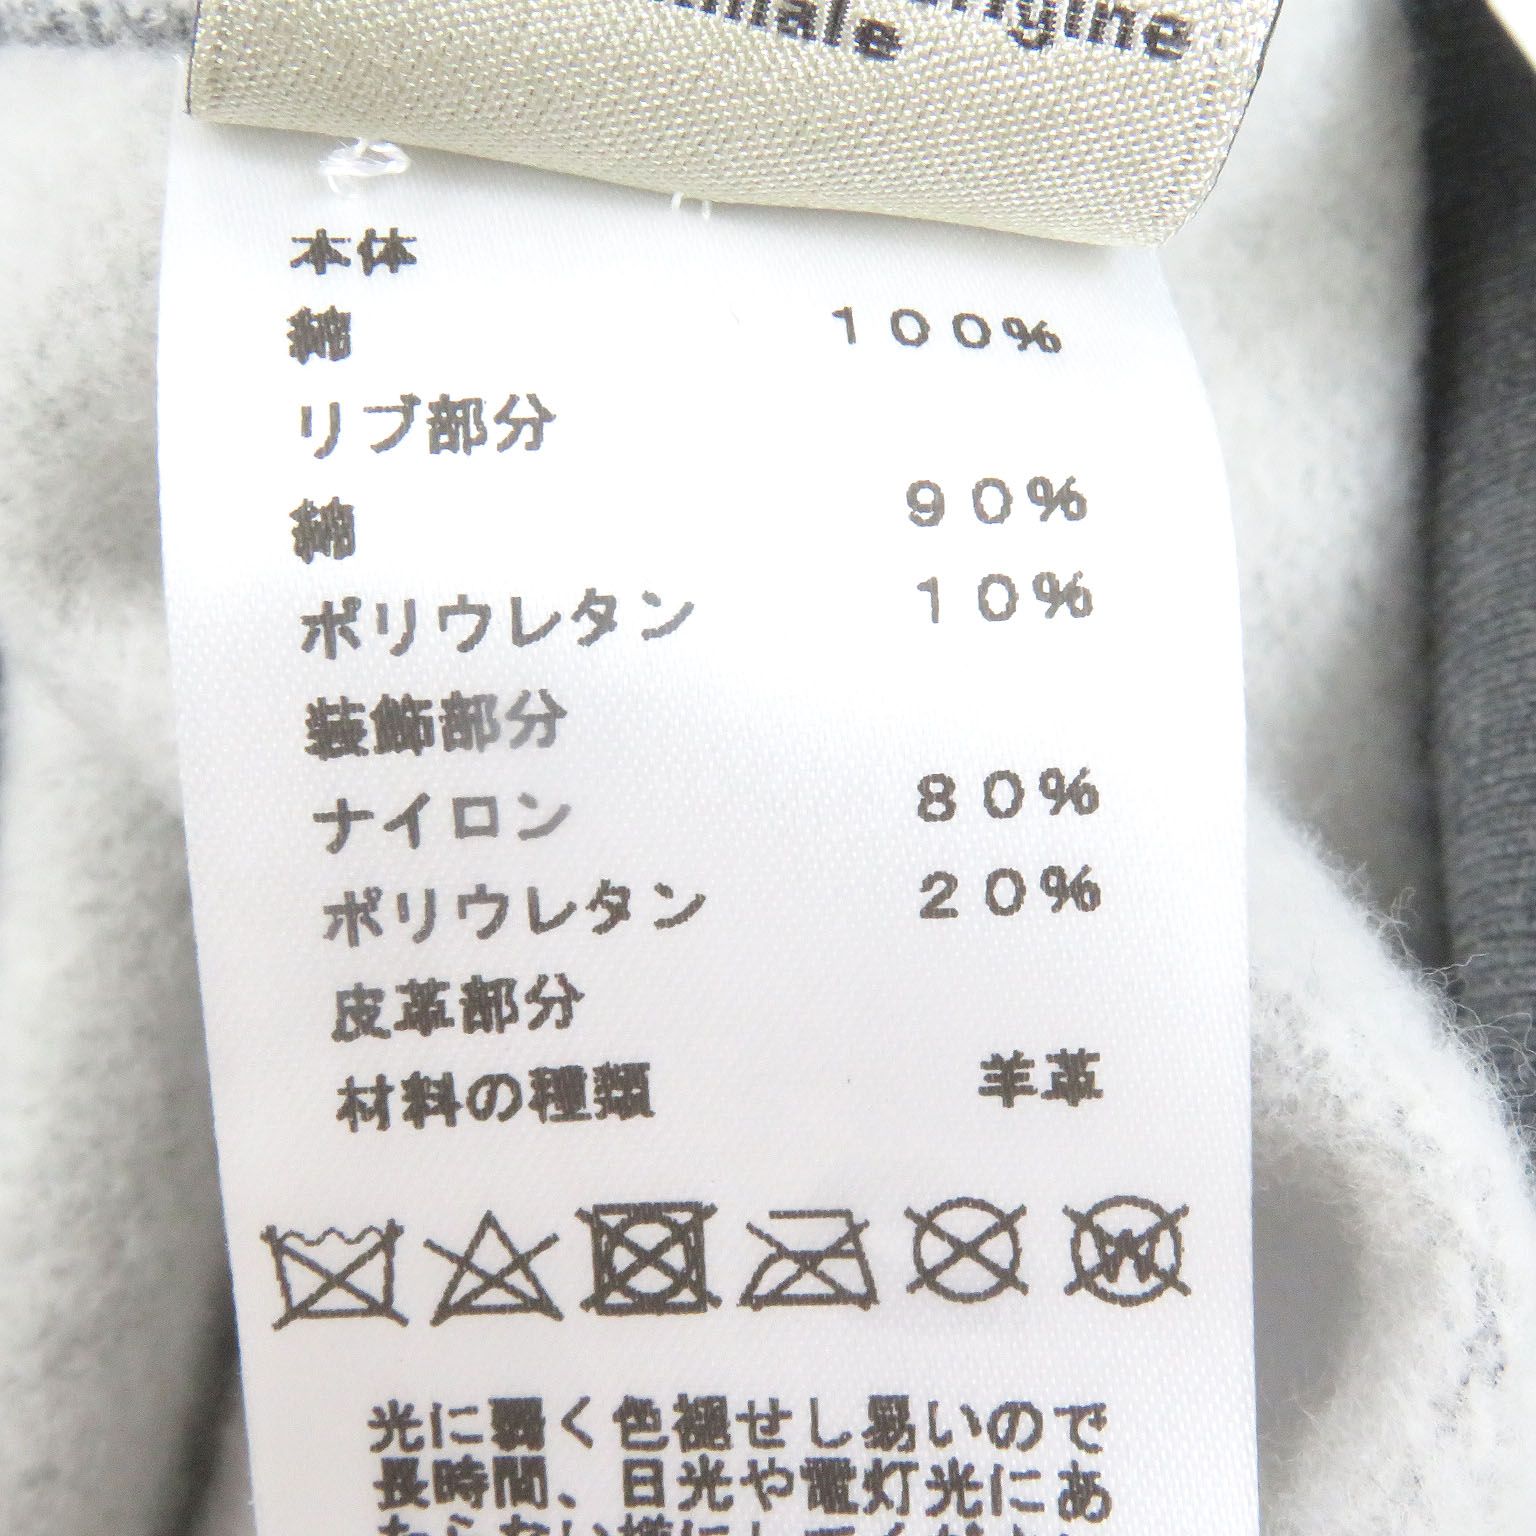 本体
綿 100%
リブ部分
綿 90%
ポリウレタン 10%
装飾部分
ナイロン 80%
ポリウレタン 20%
皮革部分
材料の種類 羊革
光に弱く色褪せし易いので
長時間、日光や電灯光にあ